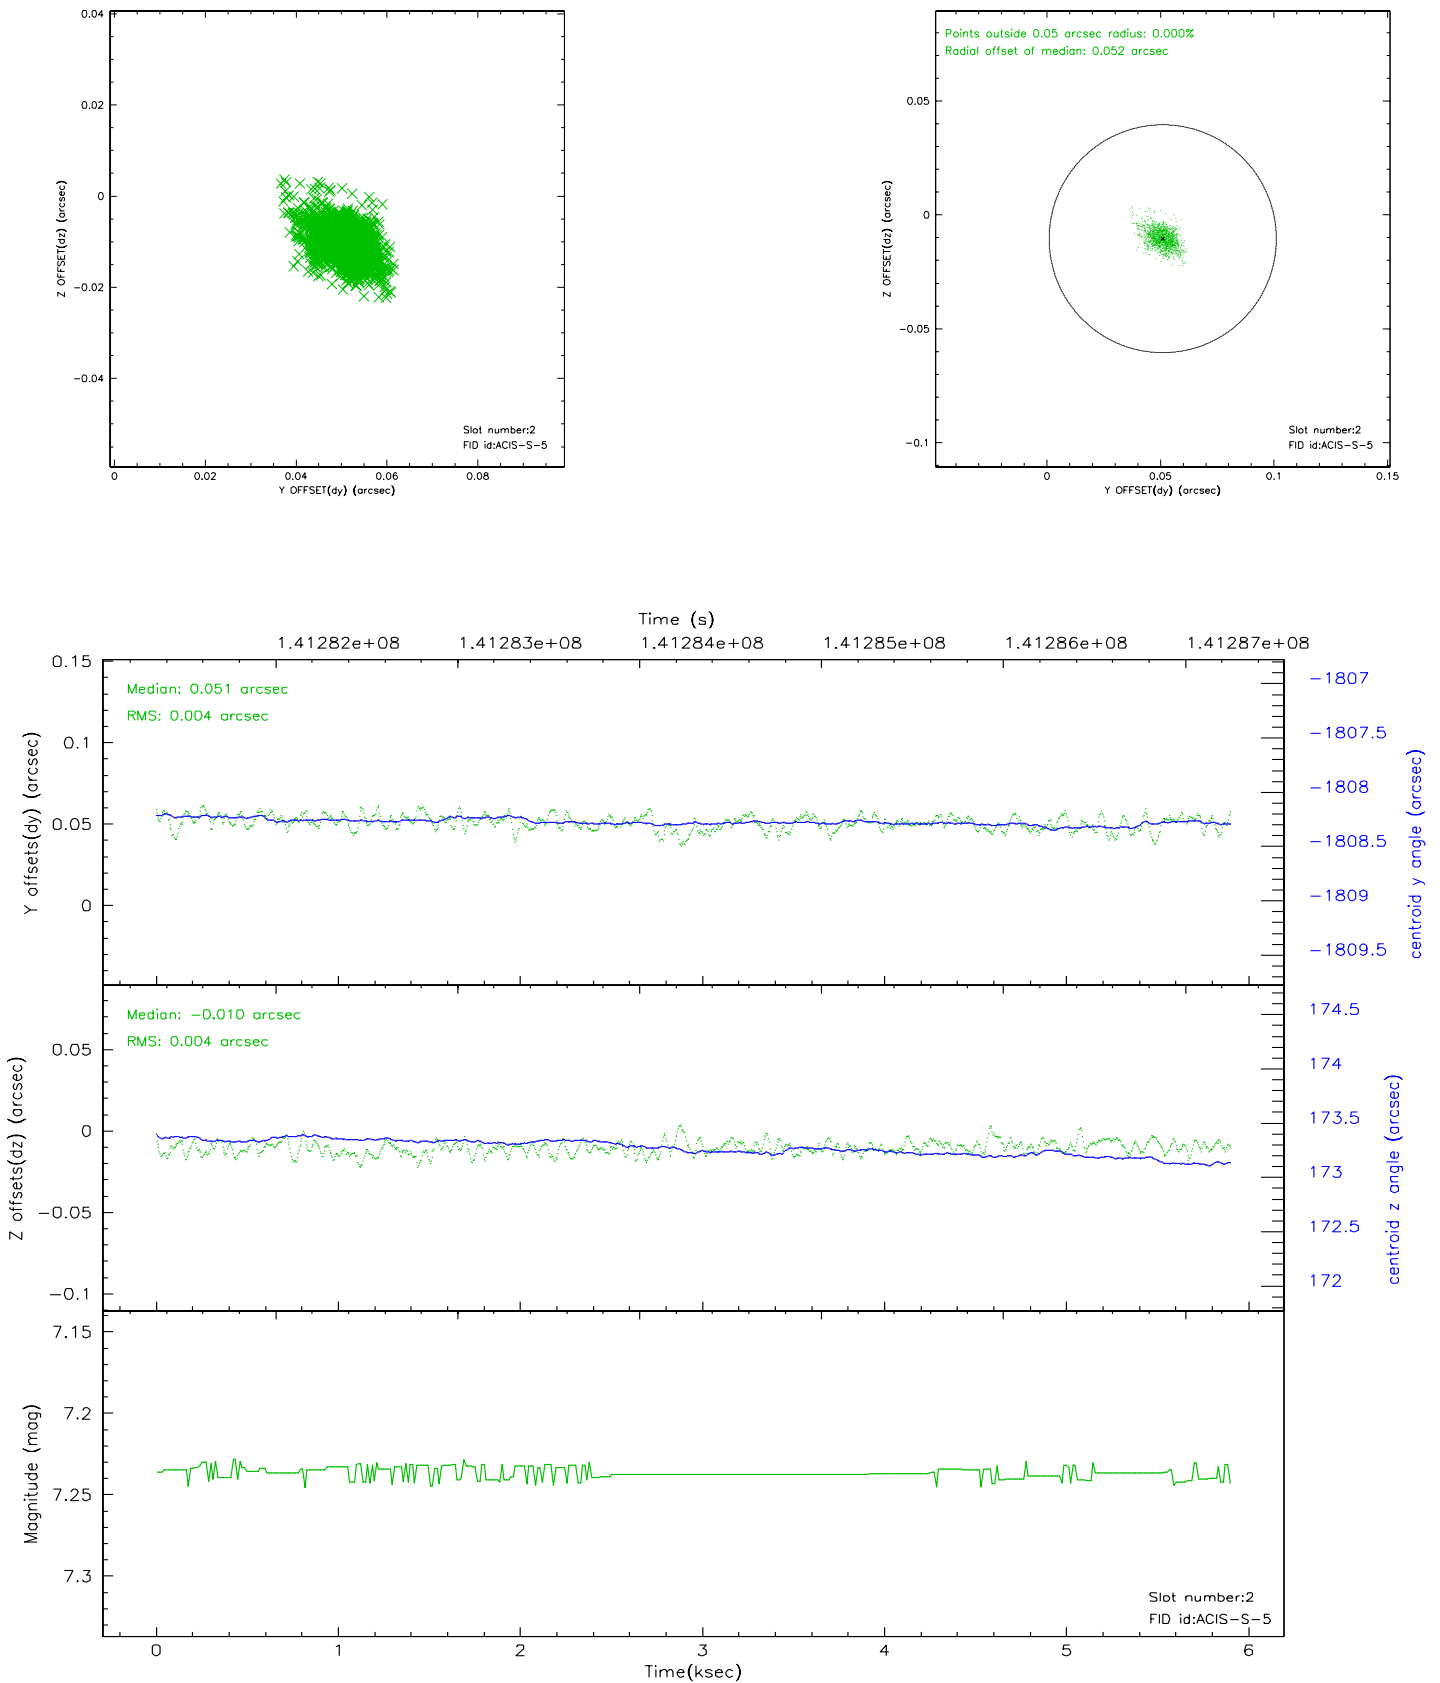 0.04
0.02
0
−0.02
−0.04
Z OFFSET(dz) (arcsec)
Slot number:2
FID id:ACIS−S−5
0 0.02 0.04 0.06 0.08
Y OFFSET(dy) (arcsec)
Points outside 0.05 arcsec radius: 0.000%
Radial offset of median: 0.052 arcsec
0.05
0
−0.05
−0.1
Z OFFSET(dz) (arcsec)
Slot number:2
FID id:ACIS−S−5
0 0.05 0.1 0.15
Y OFFSET(dy) (arcsec)
Time (s)
1.41282e+08 1.41283e+08 1.41284e+08 1.41285e+08 1.41286e+08 1.41287e+08
0.15
0.1
0.05
0
Y offsets(dy) (arcsec)
Median: 0.051 arcsec
RMS: 0.004 arcsec
−1807
−1807.5
−1808
−1808.5
−1809
−1809.5
centroid y angle (arcsec)
0.05
0
−0.05
−0.1
Z offsets(dz) (arcsec)
Median: −0.010 arcsec
RMS: 0.004 arcsec
174.5
174
173.5
173
172.5
172
centroid z angle (arcsec)
7.15
7.2
7.25
7.3
Magnitude (mag)
Slot number:2
FID id:ACIS−S−5
0 1 2 3 4 5 6
Time(ksec)